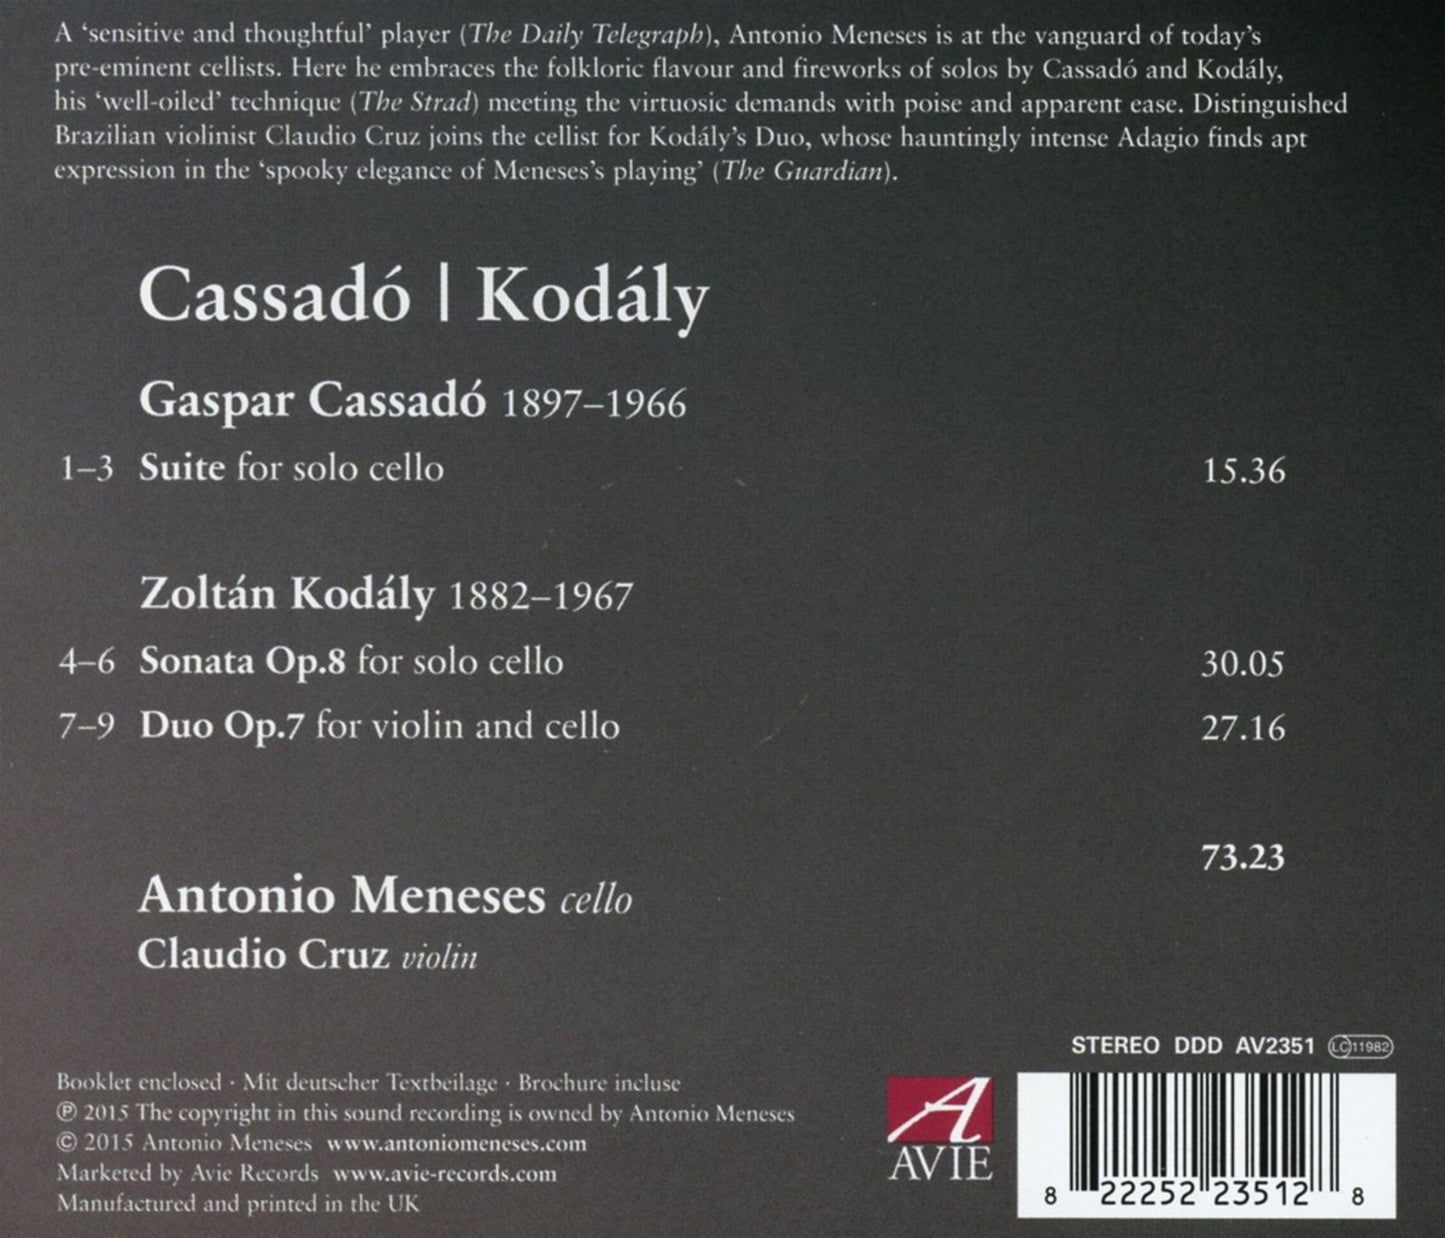 A ‘sensitive and thoughtful’ player (The Daily Telegraph), Antonio Meneses is at the vanguard of today’s
pre-eminent cellists. Here he embraces the folkloric flavour and fireworks of solos by Cassadó and Kodály,
his ‘well-oiled’ technique (The Strad) meeting the virtuosic demands with poise and apparent ease. Distinguished
Brazilian violinist Claudio Cruz joins the cellist for Kodály’s Duo, whose hauntingly intense Adagio finds apt
expression in the ‘spooky elegance of Meneses’s playing’ (The Guardian).
Cassadó | Kodály
Gaspar Cassadó 1897–1966
1–3 Suite for solo cello 15.36
Zoltán Kodály 1882–1967
4–6 Sonata Op.8 for solo cello 30.05
7–9 Duo Op.7 for violin and cello 27.16
73.23
Antonio Meneses cello
Claudio Cruz violin
STEREO DDD AV2351 LC 11982
Booklet enclosed · Mit deutscher Textbeilage · Brochure incluse
℗ 2015 The copyright in this sound recording is owned by Antonio Meneses
© 2015 Antonio Meneses www.antoniomeneses.com
Marketed by Avie Records www.avie-records.com
Manufactured and printed in the UK
A
AVIE
8 22252 23512 8